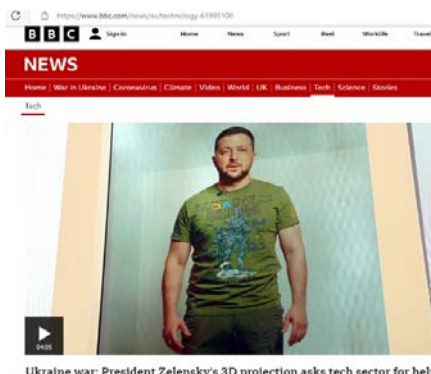 https://www.bbc.com/news/av/technology-61995100
BBC Sign in Home News Sport Reel Worklife Travel
NEWS
Home | War in Ukraine | Coronavirus | Climate | Video | World | UK | Business | Tech | Science | Stories
Tech
04:05
Ukraine war: President Zelensky's 3D projection asks tech sector for hel